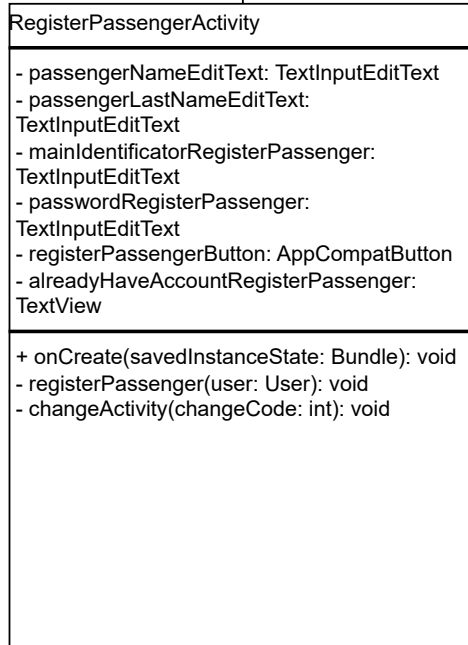 RegisterPassengerActivity
- passengerNameEditText: TextInputEditText
- passengerLastNameEditText:
TextInputEditText
- mainIdentificatorRegisterPassenger:
TextInputEditText
- passwordRegisterPassenger:
TextInputEditText
- registerPassengerButton: AppCompatButton
- alreadyHaveAccountRegisterPassenger:
TextView
+ onCreate(savedInstanceState: Bundle): void
- registerPassenger(user: User): void
- changeActivity(changeCode: int): void